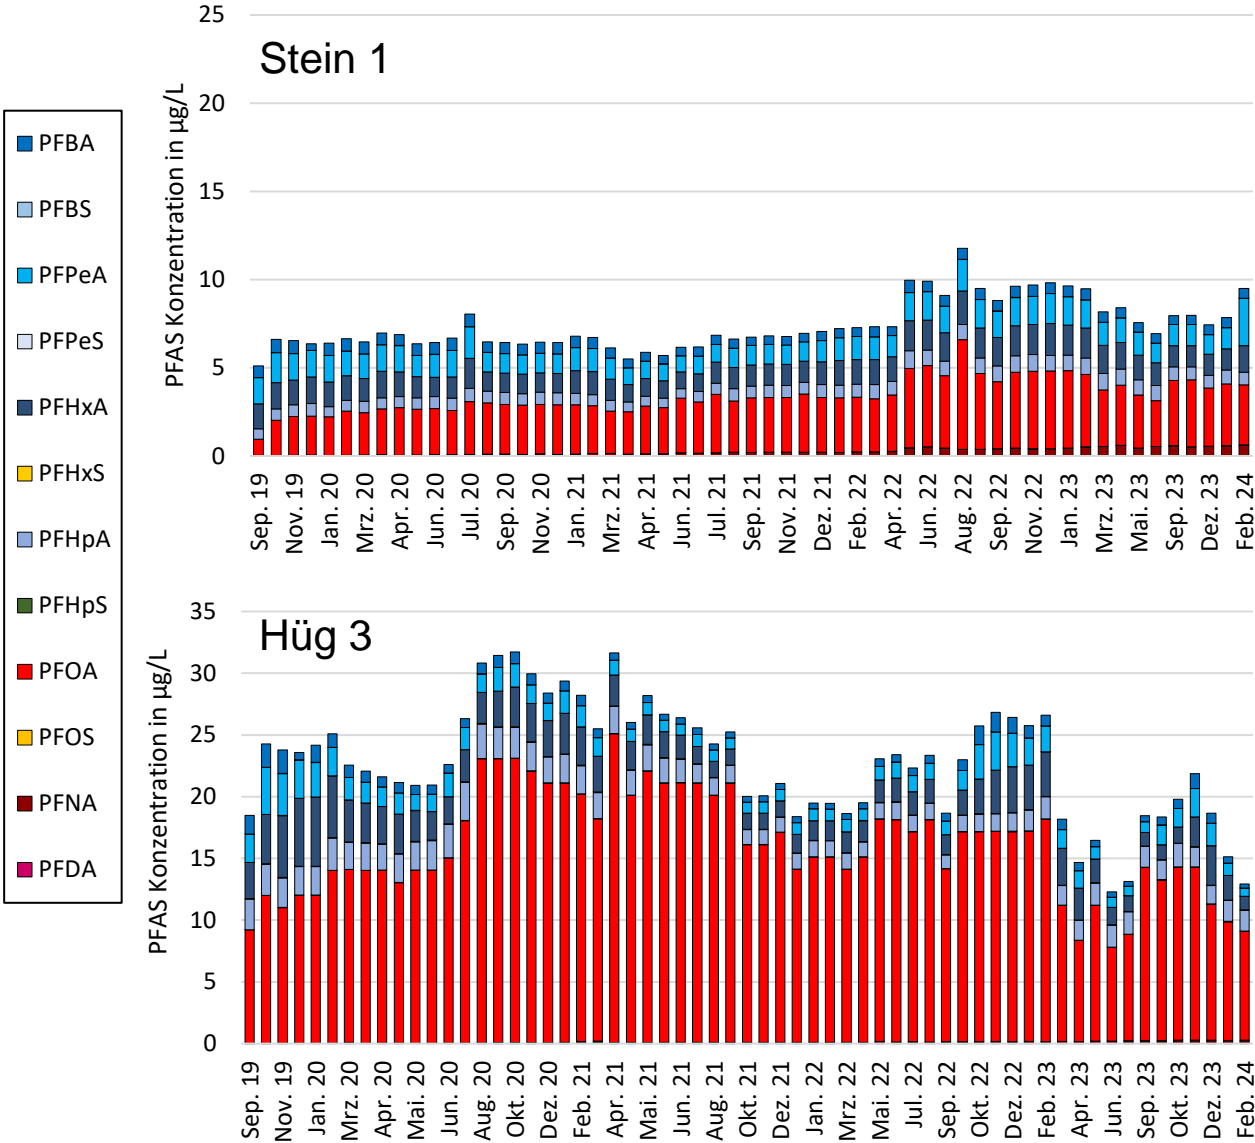 PFBA
PFBS
PFPeA
PFPeS
PFHxA
PFHxS
PFHpA
PFHpS
PFOA
PFOS
PFNA
PFDA
Stein 1
PFAS Konzentration in µg/L
25
20
15
10
5
0
Sep. 19
Nov. 19
Jan. 20
Mrz. 20
Apr. 20
Jun. 20
Jul. 20
Sep. 20
Nov. 20
Jan. 21
Mrz. 21
Apr. 21
Jun. 21
Jul. 21
Sep. 21
Dez. 21
Feb. 22
Apr. 22
Jun. 22
Aug. 22
Sep. 22
Nov. 22
Jan. 23
Mrz. 23
Mai. 23
Sep. 23
Dez. 23
Feb. 24
Hüg 3
PFAS Konzentration in µg/L
35
30
25
20
15
10
5
0
Sep. 19
Nov. 19
Jan. 20
Mrz. 20
Apr. 20
Mai. 20
Jun. 20
Aug. 20
Okt. 20
Dez. 20
Feb. 21
Apr. 21
Mai. 21
Jun. 21
Aug. 21
Okt. 21
Dez. 21
Jan. 22
Mrz. 22
Mai. 22
Jul. 22
Sep. 22
Okt. 22
Dez. 22
Feb. 23
Apr. 23
Jun. 23
Sep. 23
Okt. 23
Dez. 23
Feb. 24